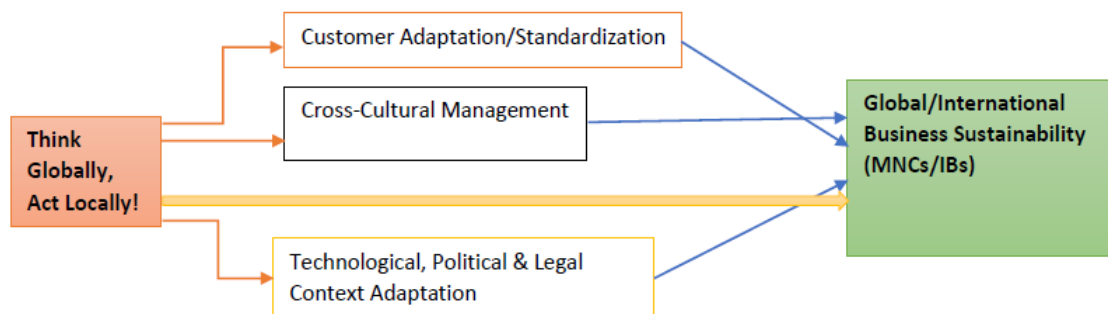 Customer Adaptation/Standardization
Cross-Cultural Management
Think
Globally,
Act Locally!
Technological, Political & Legal
Context Adaptation
Global/International
Business Sustainability
(MNCs/IBs)